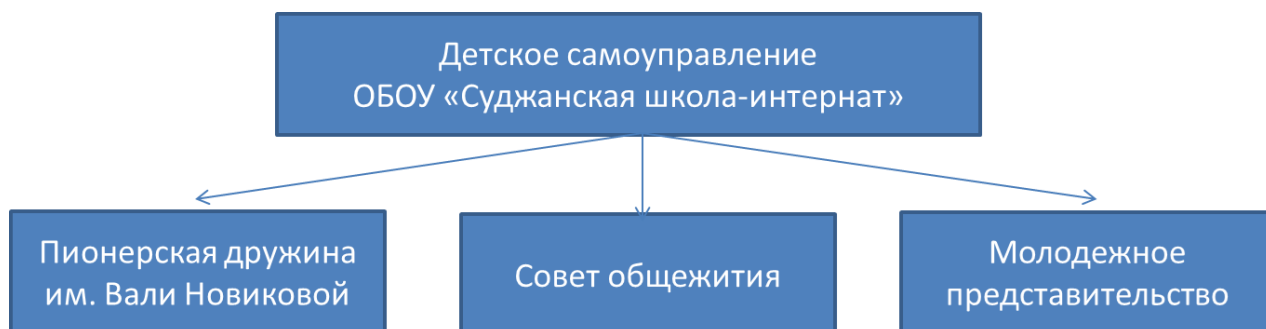 Детское самоуправление
ОБОУ «Суджанская школа-интернат»
Пионерская дружина
им. Вали Новиковой
Совет общежития
Молодежное
представительство